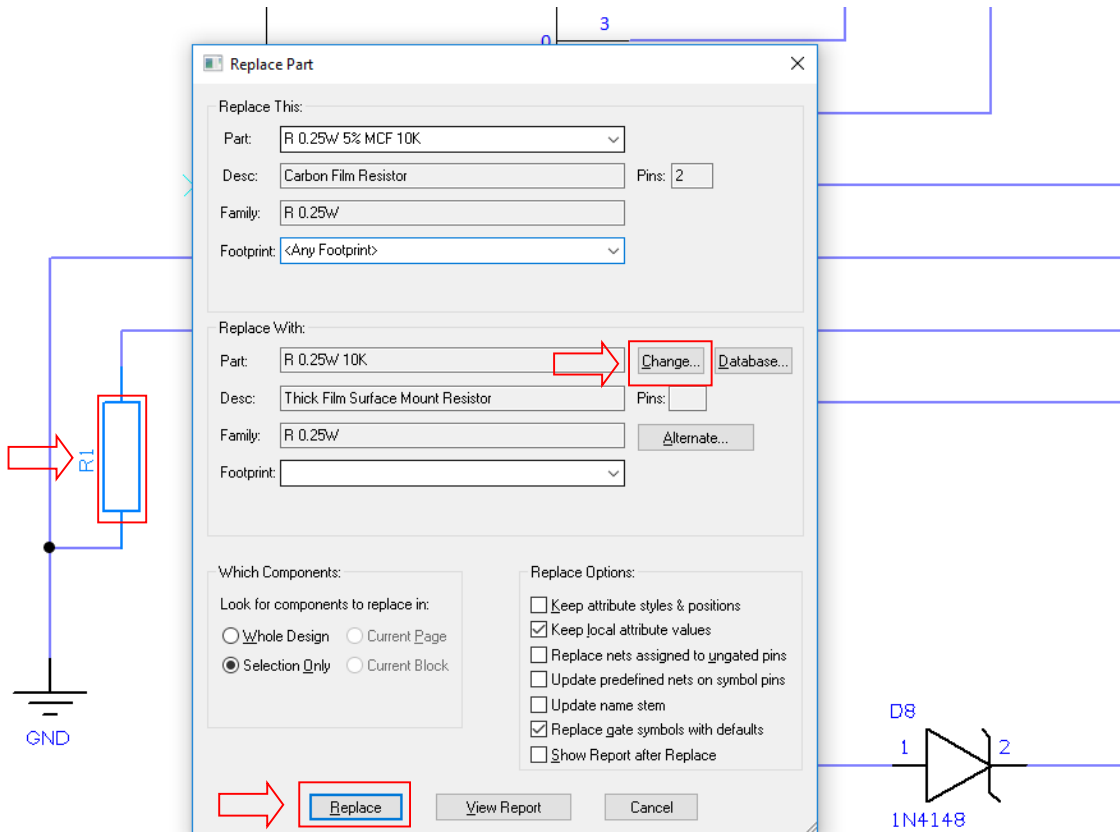 3
0
Replace Part
Replace This:
Part: R 0.25W 5% MCF 10K
Desc: Carbon Film Resistor Pins: 2
Family: R 0.25W
Footprint: <Any Footprint>
Replace With:
Part: R 0.25W 10K Change... Database...
Desc: Thick Film Surface Mount Resistor Pins:
Family: R 0.25W Alternate...
Footprint:
R1
Which Components:
Look for components to replace in:
Whole Design Current Page
Selection Only Current Block
Replace Options:
Keep attribute styles & positions
Keep local attribute values
Replace nets assigned to ungated pins
Update predefined nets on symbol pins
Update name stem
Replace gate symbols with defaults
Show Report after Replace
Replace View Report Cancel
GND
D8
1 2
1N4148